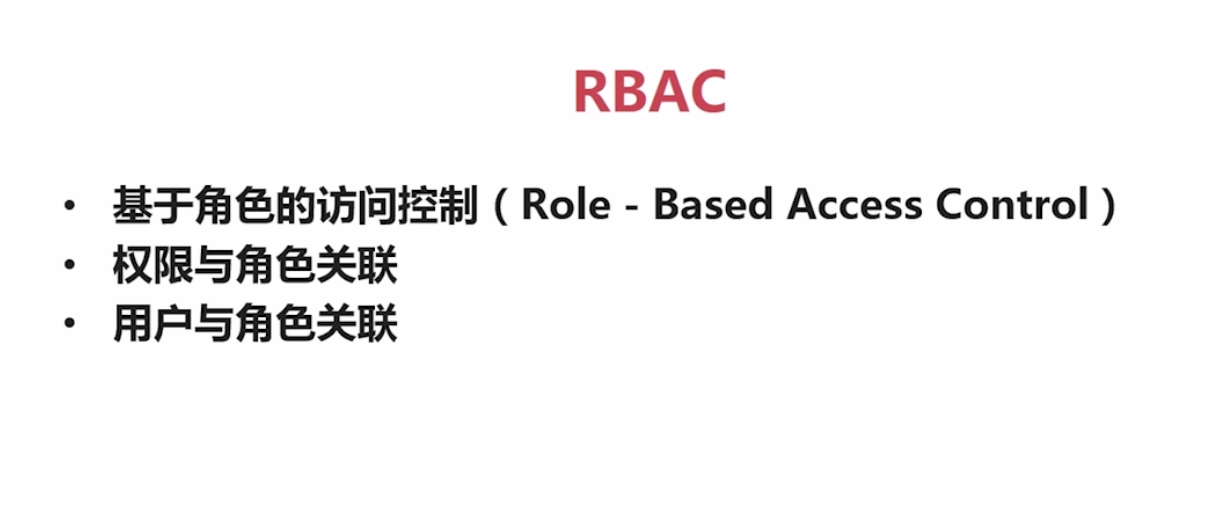 RBAC
• 基于角色的访问控制（Role - Based Access Control）
• 权限与角色关联
• 用户与角色关联